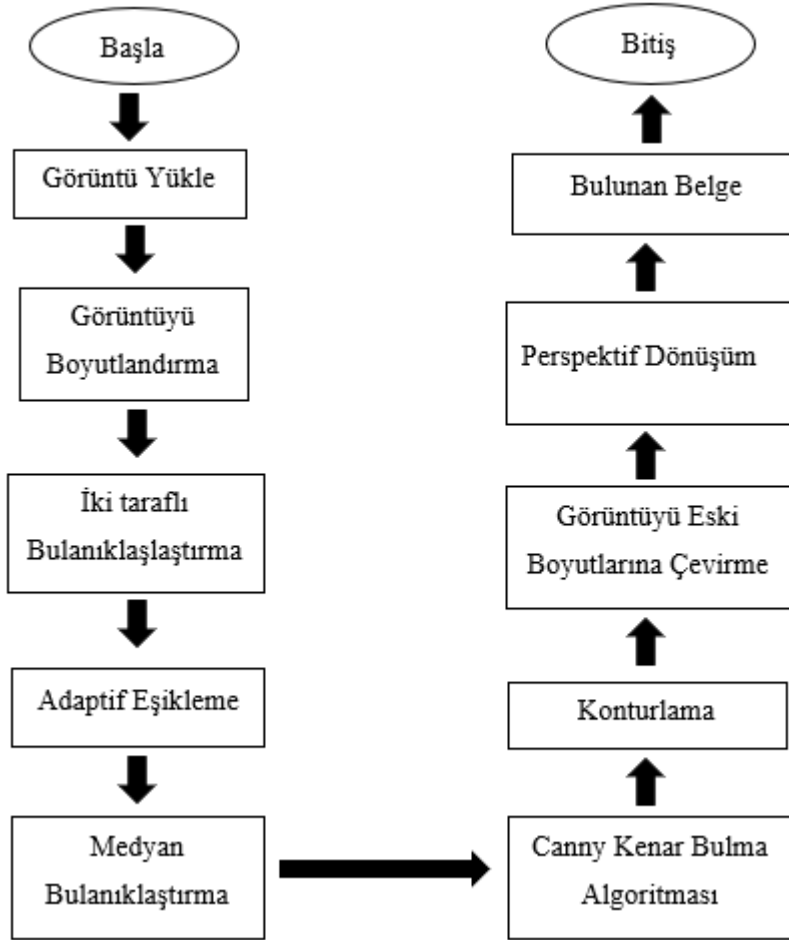 Başla
Görüntü Yükle
Görüntüyü
Boyutlandırma
İki taraflı
Bulanıklaşlaştırma
Adaptif Eşikleme
Medyan
Bulanıklaştırma
Canny Kenar Bulma
Algoritması
Konturlama
Görüntüyü Eski
Boyutlarına Çevirme
Perspektif Dönüşüm
Bulunan Belge
Bitiş